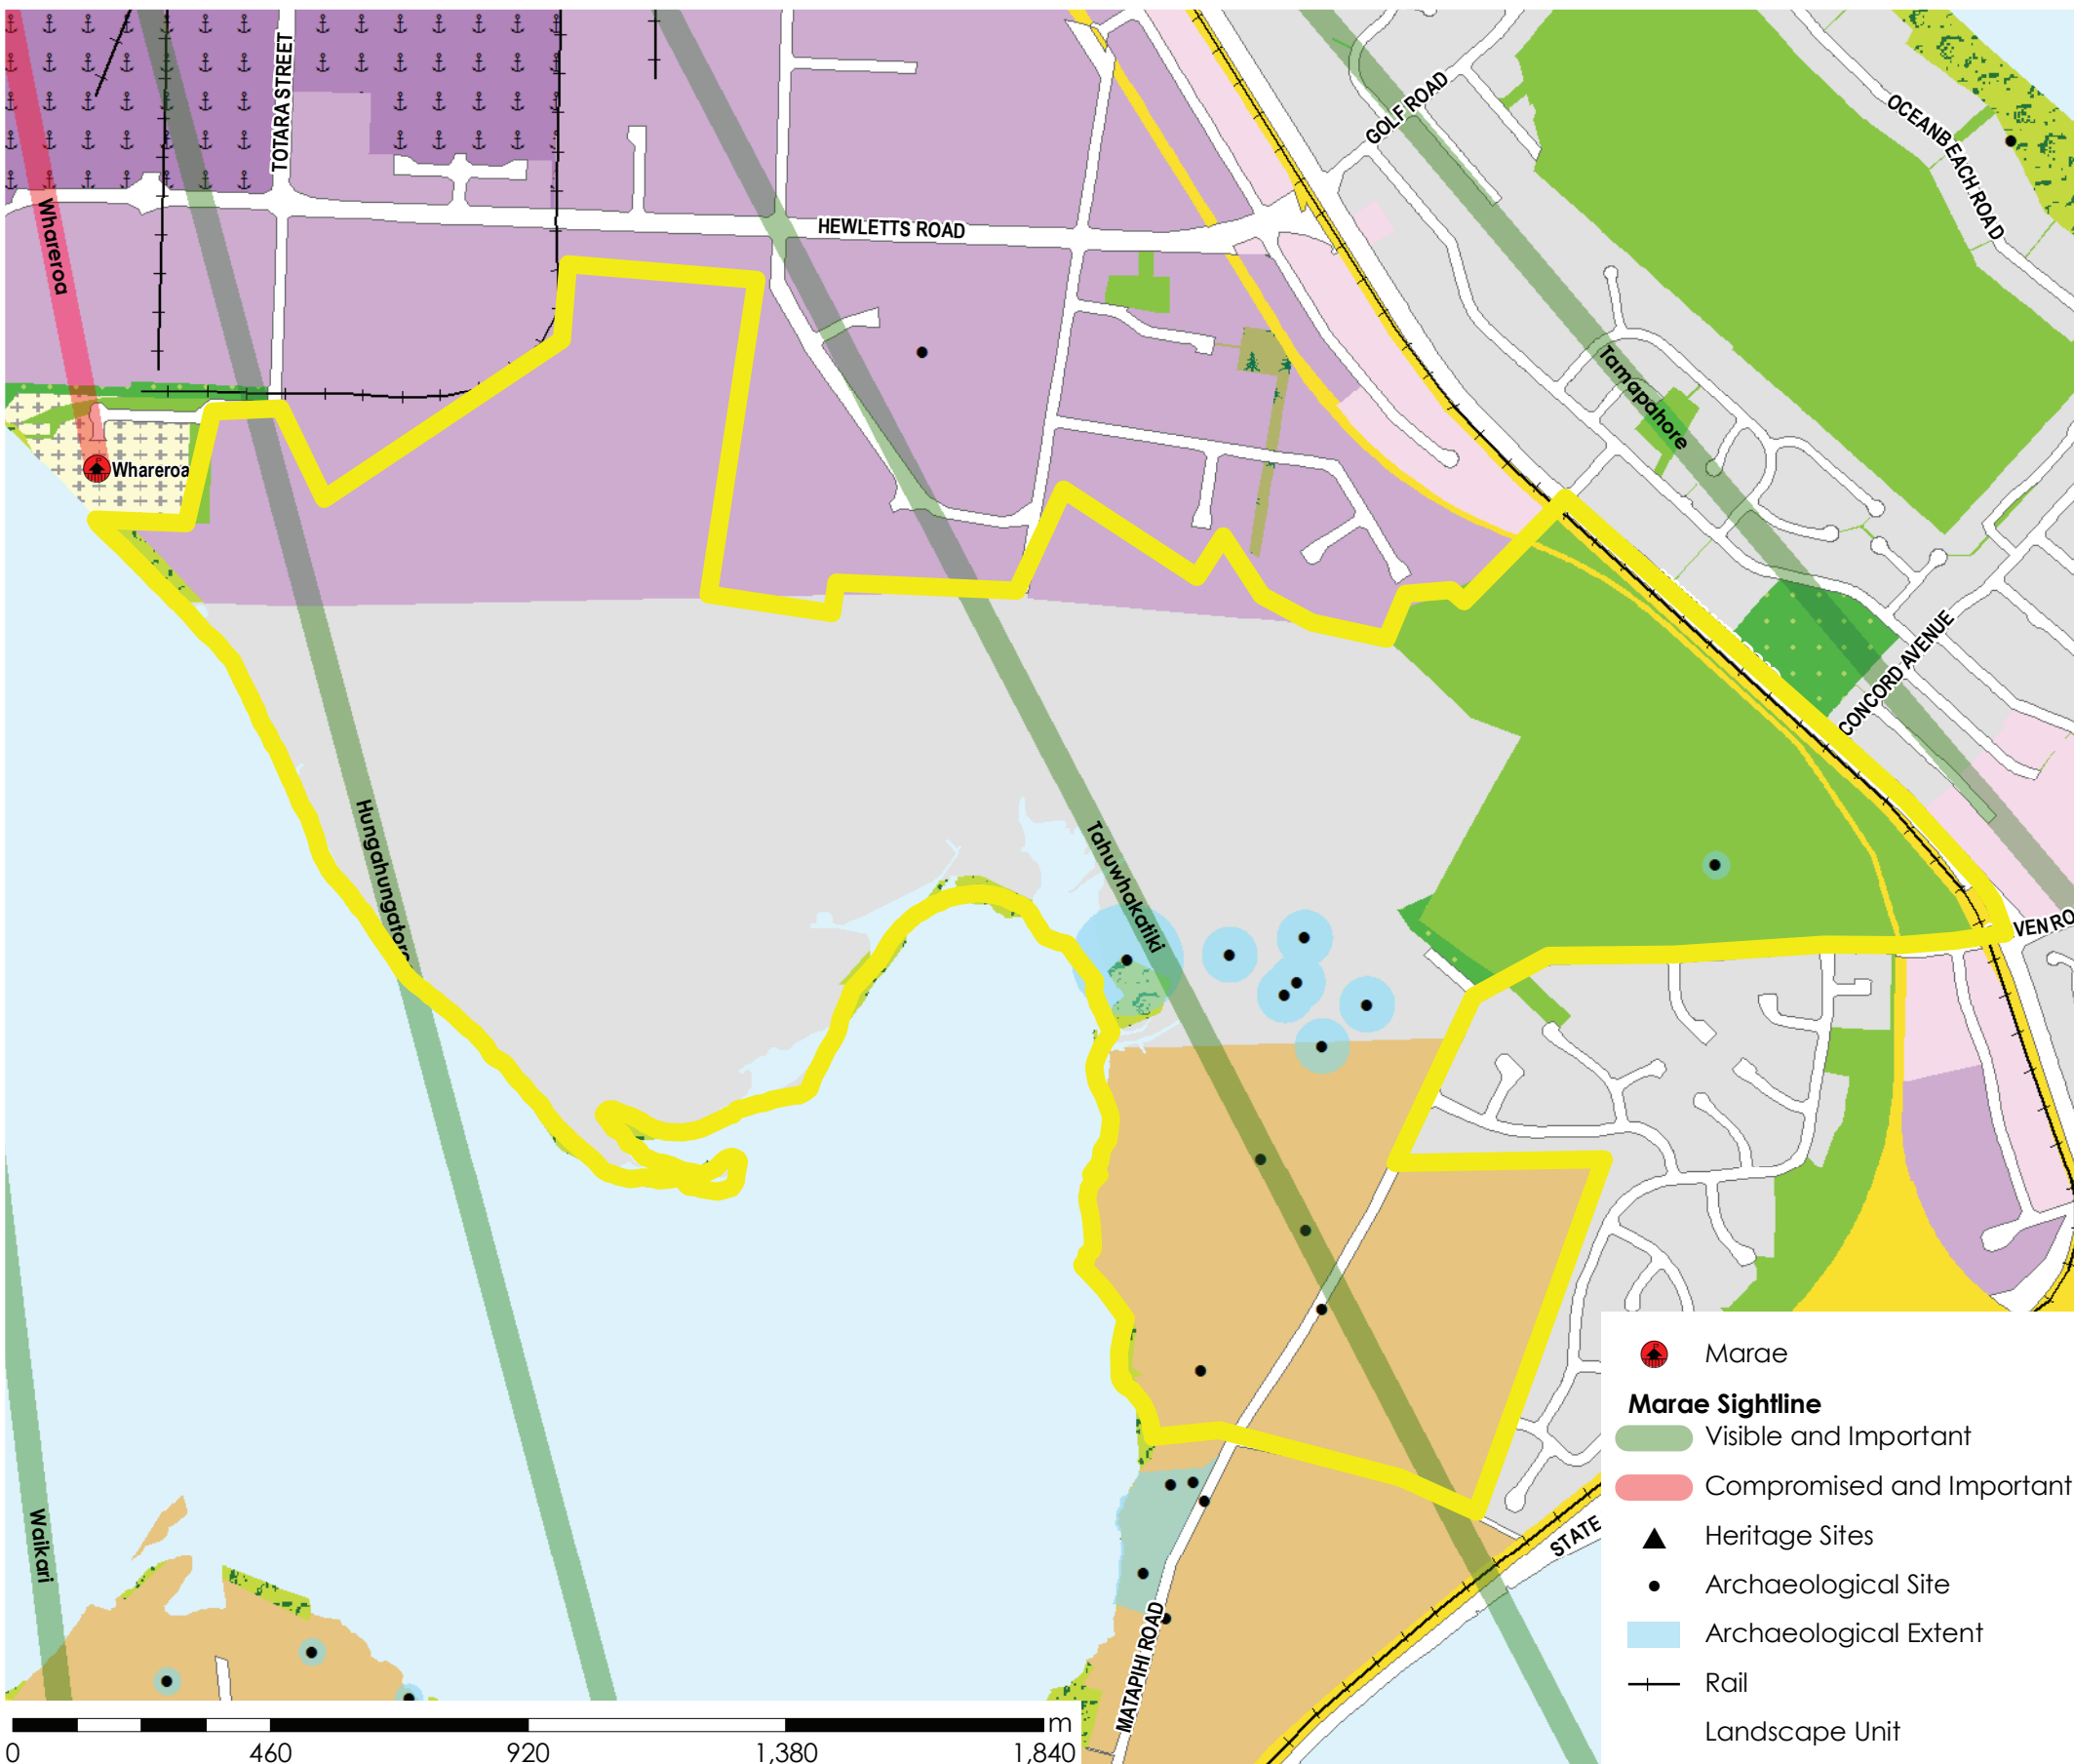 TOTARA STREET
GOLF ROAD
OCEANBEACH ROAD
Whareroa
HEWLETTS ROAD
Tamapahore
Whareroa
CONCORD AVENUE
Hungahungatoro
Tahuwhakatiki
VEN RO
Waikari
STATE
MATAPIHI ROAD
Marae
Marae Sightline
Visible and Important
Compromised and Important
Heritage Sites
Archaeological Site
Archaeological Extent
Rail
Landscape Unit
m
0 460 920 1,380 1,840